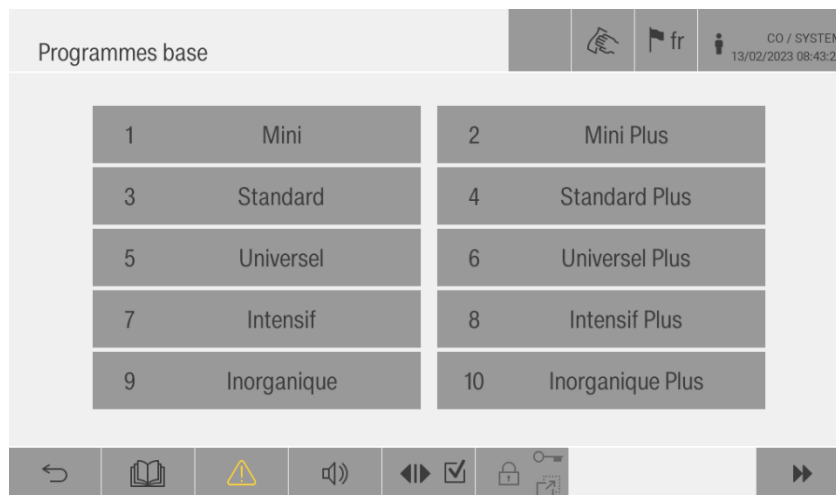 Programmes base
fr
CO / SYSTEM
13/02/2023 08:43:2
1 Mini
2 Mini Plus
3 Standard
4 Standard Plus
5 Universel
6 Universel Plus
7 Intensif
8 Intensif Plus
9 Inorganique
10 Inorganique Plus